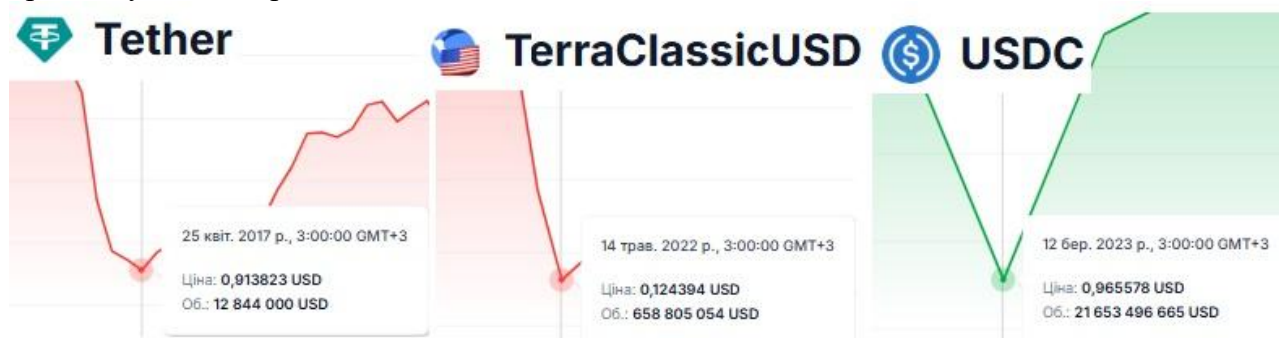 Tether
25 квіт. 2017 р., 3:00:00 GMT+3
Ціна: 0,913823 USD
Об.: 12 844 000 USD
TerraClassicUSD
14 трав. 2022 р., 3:00:00 GMT+3
Ціна: 0,124394 USD
Об.: 658 805 054 USD
USDC
12 бер. 2023 р., 3:00:00 GMT+3
Ціна: 0,965578 USD
Об.: 21 653 496 665 USD